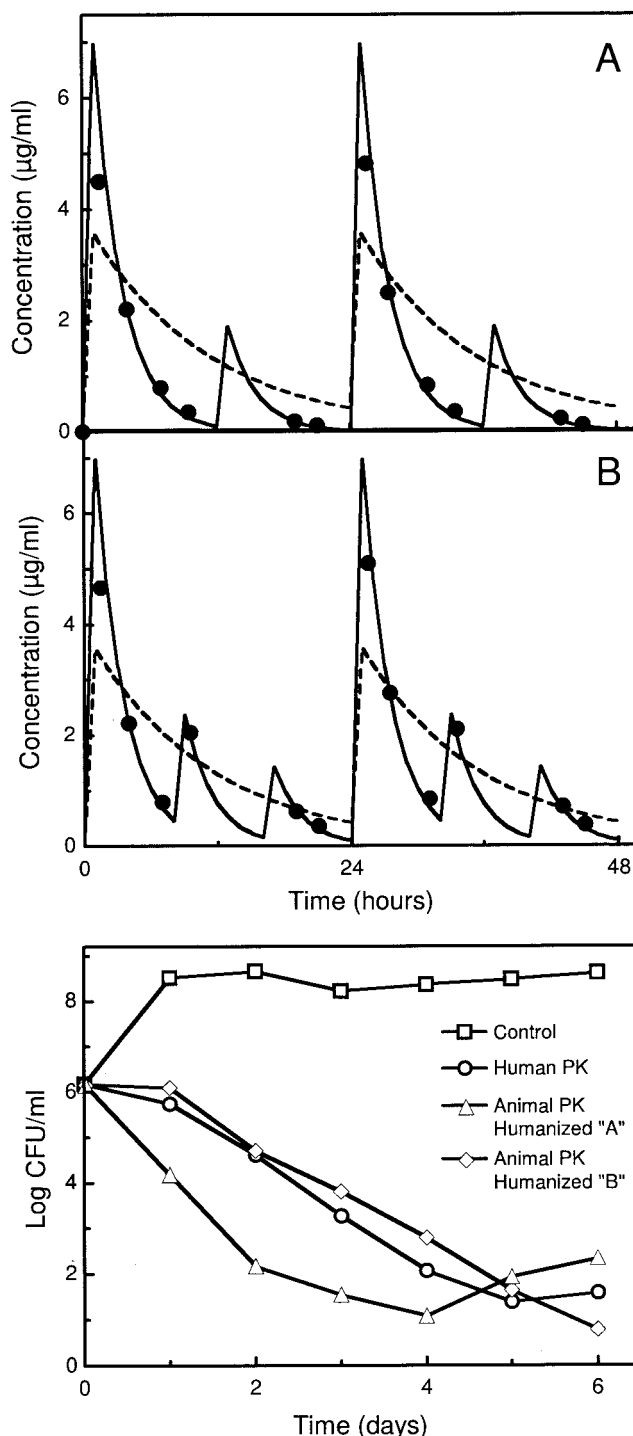 A
Concentration (µg/ml)
6
4
2
0
B
Concentration (µg/ml)
6
4
2
0
0
24
48
Time (hours)
Log CFU/ml
8
6
4
2
0
Control
Human PK
Animal PK
Humanized "A"
Animal PK
Humanized "B"
0
2
4
6
Time (days)